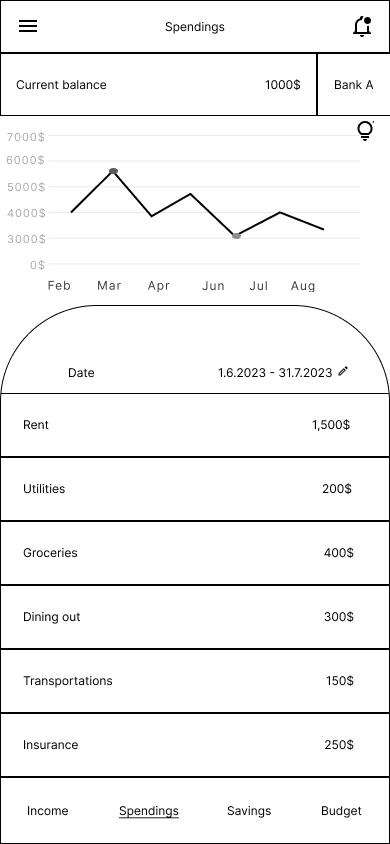 Spendings
Current balance 1000$ Bank A
7000$
6000$
5000$
4000$
3000$
0$
Feb Mar Apr Jun Jul Aug
Date 1.6.2023 - 31.7.2023
Rent 1,500$
Utilities 200$
Groceries 400$
Dining out 300$
Transportations 150$
Insurance 250$
Income Spendings Savings Budget